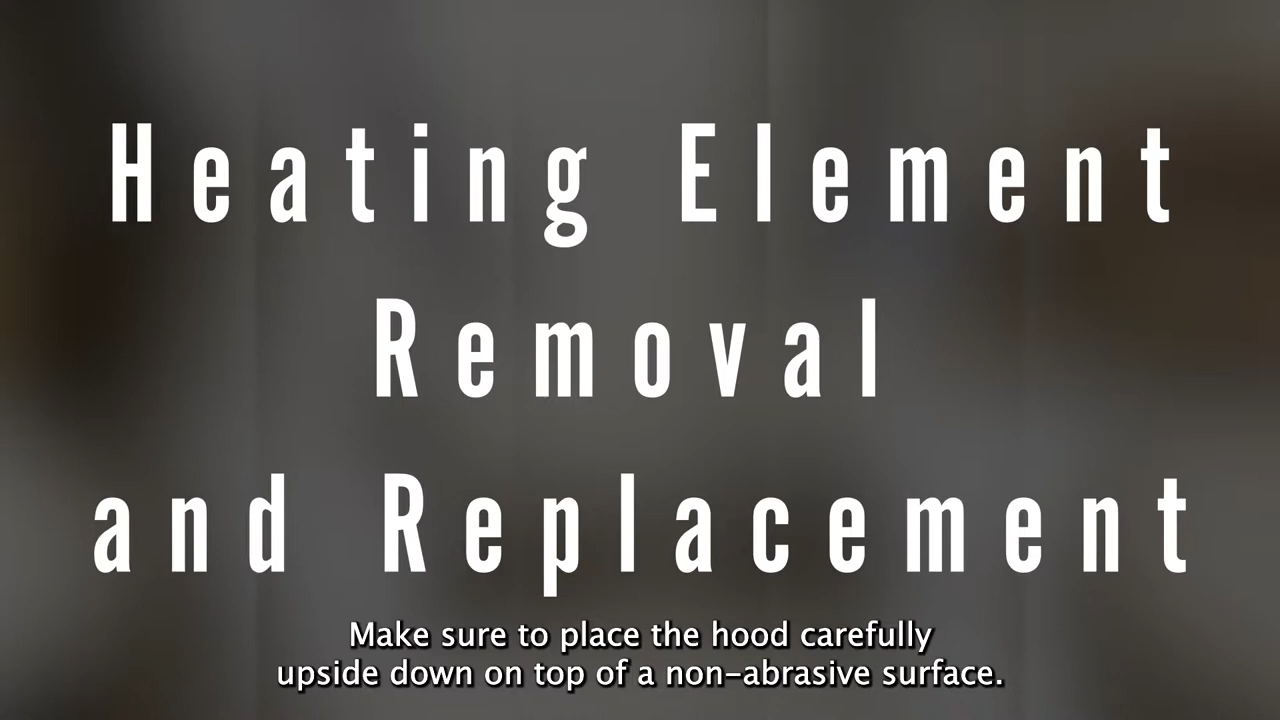 Heating Element
Removal
and Replacement
Make sure to place the hood carefully
upside down on top of a non-abrasive surface.